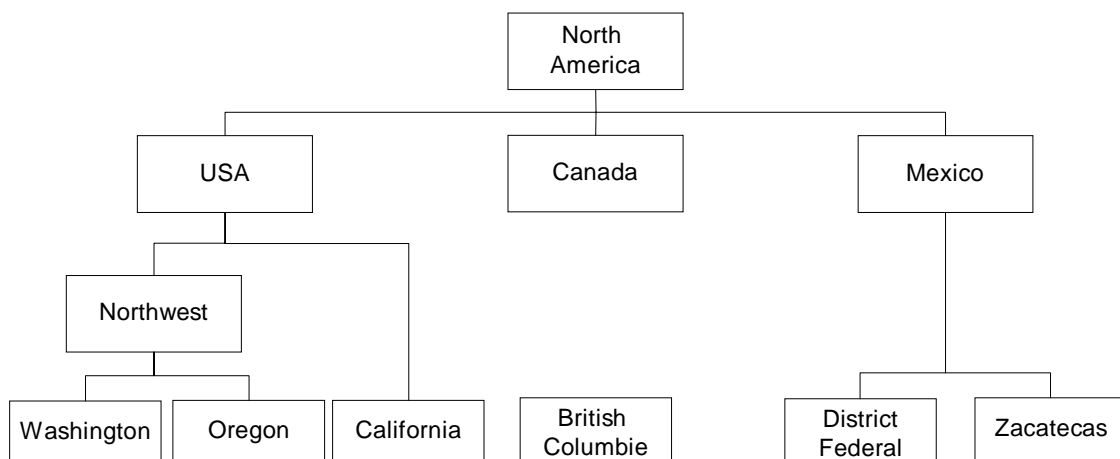 North
America
USA
Canada
Mexico
Northwest
Washington
Oregon
California
British
Columbie
District
Federal
Zacatecas